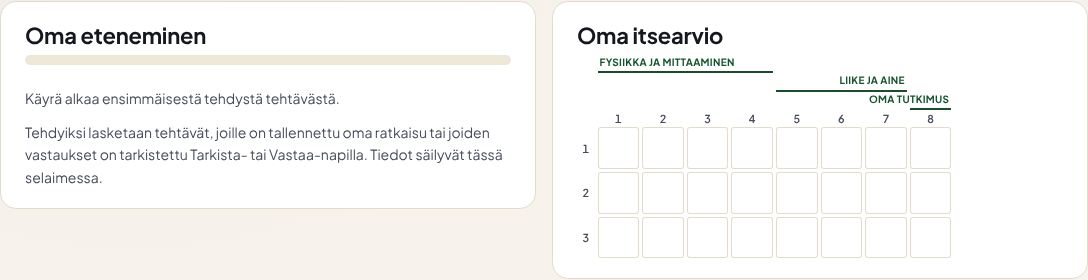 Oma eteneminen
Käyrä alkaa ensimmäisestä tehdystä tehtävästä.
Tehdyiksi lasketaan tehtävät, joille on tallennettu oma ratkaisu tai joiden
vastaukset on tarkistettu Tarkista- tai Vastaa-napilla. Tiedot säilyvät tässä
selaimessa.
Oma itsearvio
FYSIIKKA JA MITTAAMINEN
LIIKE JA AINE
OMA TUTKIMUS
1 2 3 4 5 6 7 8
1
2
3